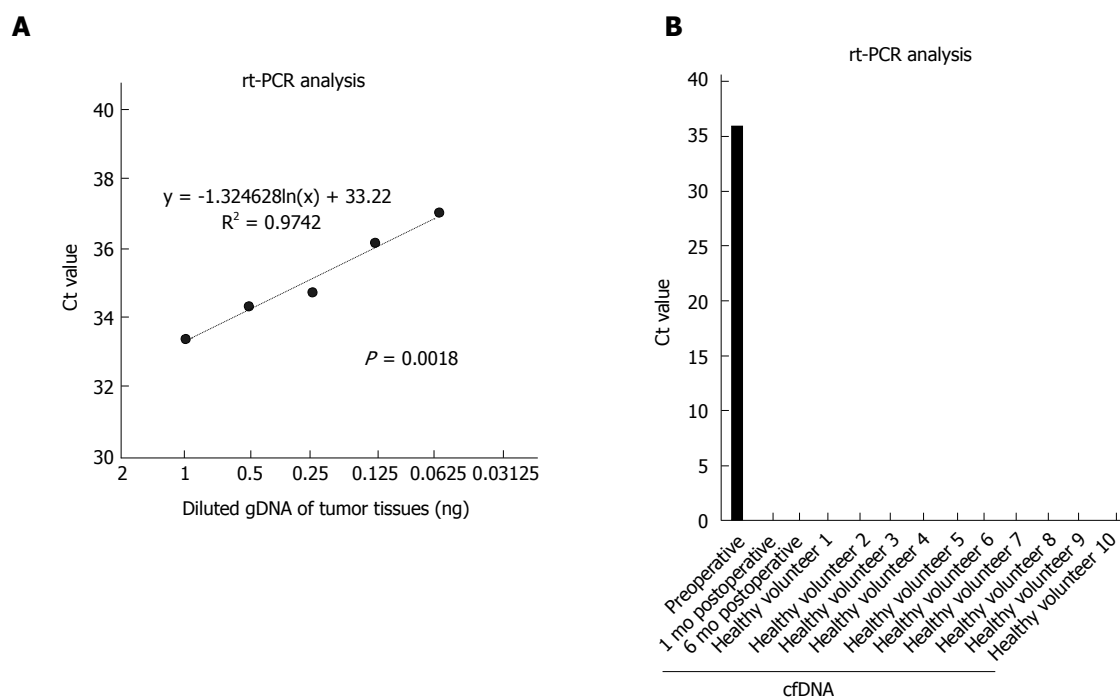 A
rt-PCR analysis
40
38
36
34
32
30
Ct value
y = -1.324628ln(x) + 33.22
R² = 0.9742
P = 0.0018
2 1 0.5 0.25 0.125 0.0625 0.03125
Diluted gDNA of tumor tissues (ng)
B
rt-PCR analysis
40
35
30
25
20
15
10
5
0
Ct value
Preoperative
1 mo postoperative
6 mo postoperative
Healthy volunteer 1
Healthy volunteer 2
Healthy volunteer 3
Healthy volunteer 4
Healthy volunteer 5
Healthy volunteer 6
Healthy volunteer 7
Healthy volunteer 8
Healthy volunteer 9
Healthy volunteer 10
cfDNA